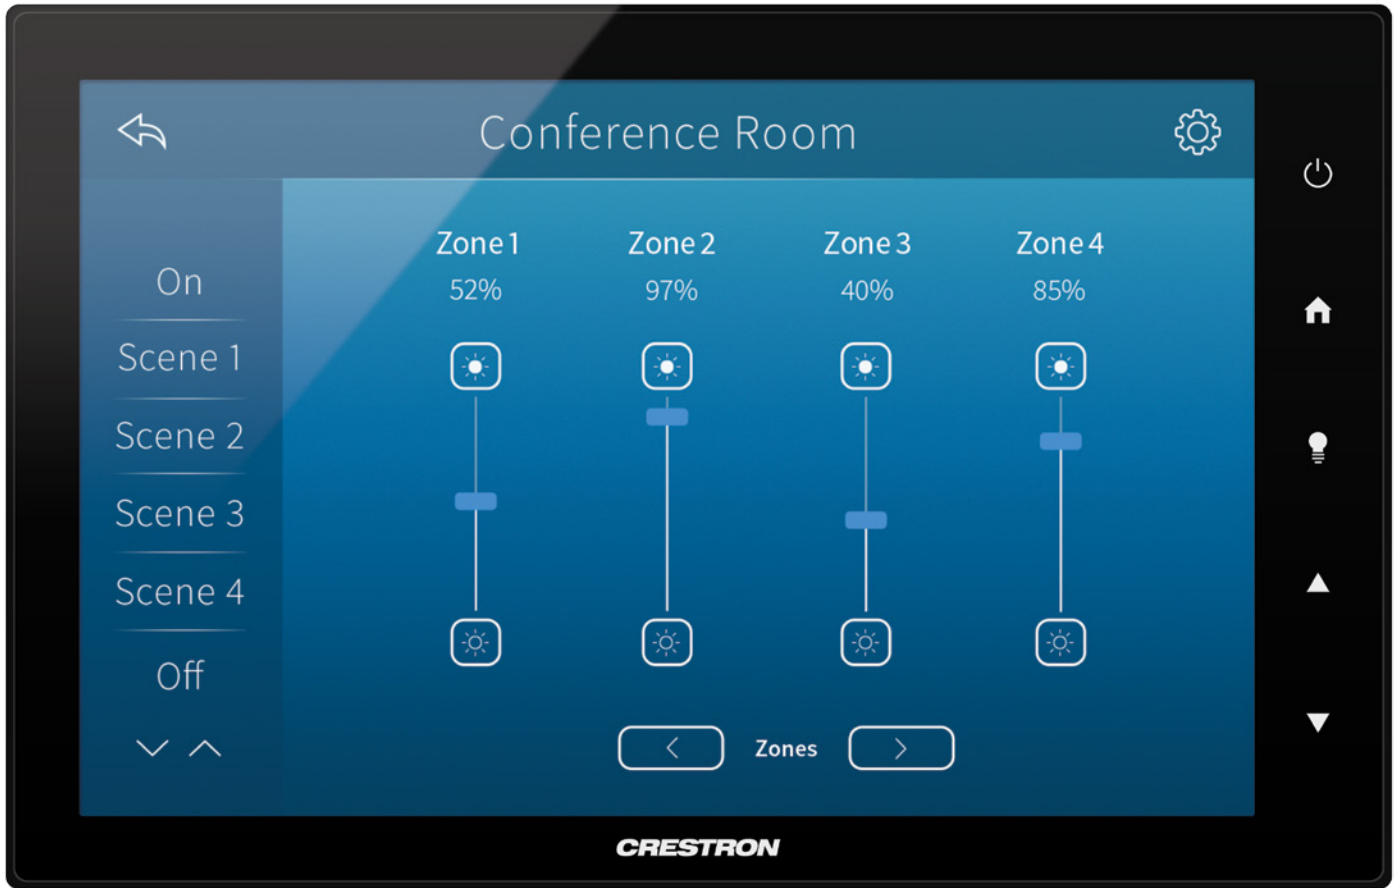 Conference Room
On
Scene 1
Scene 2
Scene 3
Scene 4
Off
Zone 1 Zone 2 Zone 3 Zone 4
52% 97% 40% 85%
Zones
CRESTRON